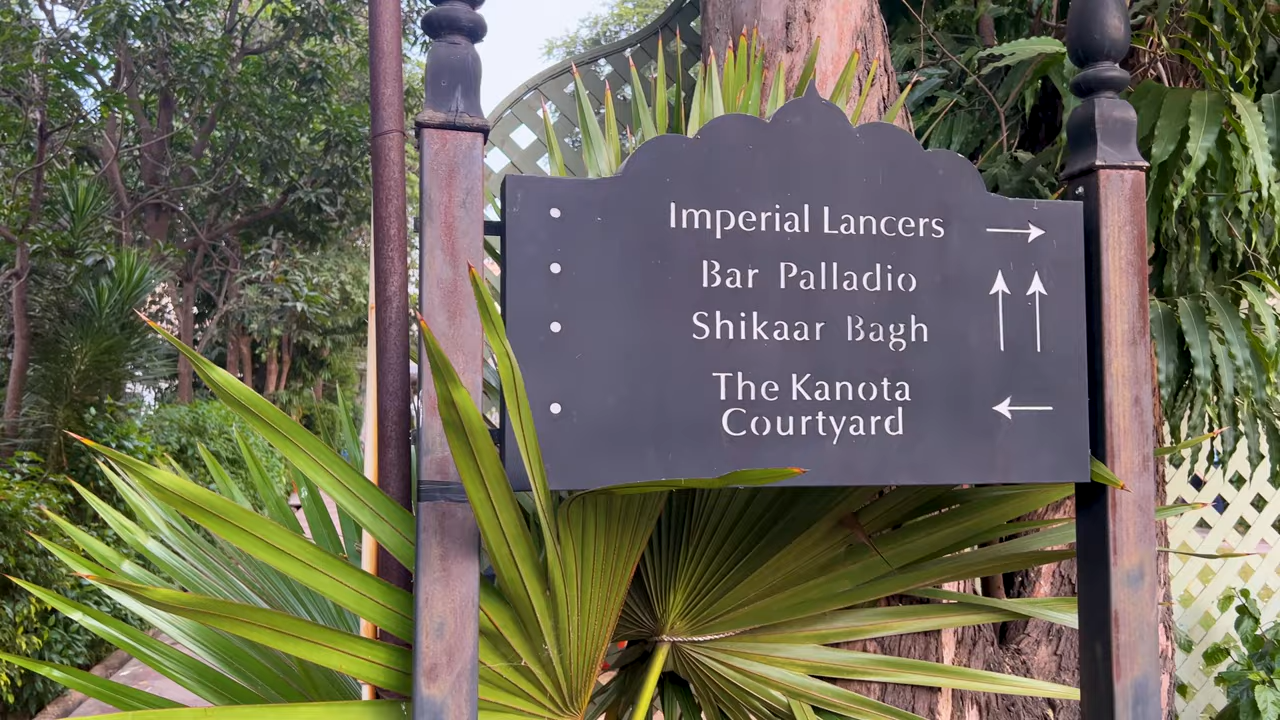 Imperial Lancers
Bar Palladio
Shikaar Bagh
The Kanota
Courtyard